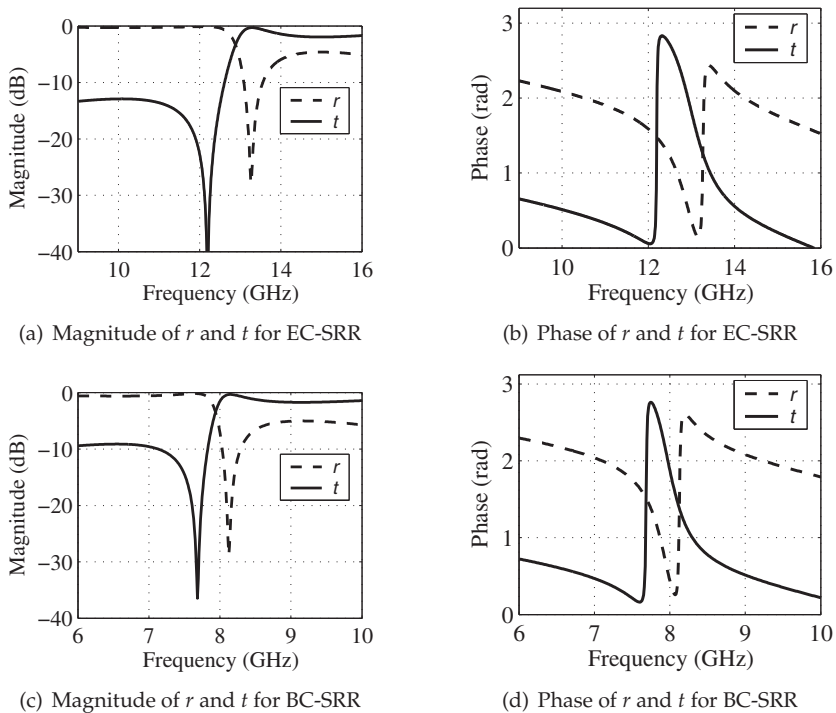 0
−10
−20
−30
−40
Magnitude (dB)
r
t
10 12 14 16
Frequency (GHz)
(a) Magnitude of r and t for EC-SRR
3
2
1
0
Phase (rad)
r
t
10 12 14 16
Frequency (GHz)
(b) Phase of r and t for EC-SRR
0
−10
−20
−30
−40
Magnitude (dB)
r
t
6 7 8 9 10
Frequency (GHz)
(c) Magnitude of r and t for BC-SRR
3
2
1
0
Phase (rad)
r
t
6 7 8 9 10
Frequency (GHz)
(d) Phase of r and t for BC-SRR